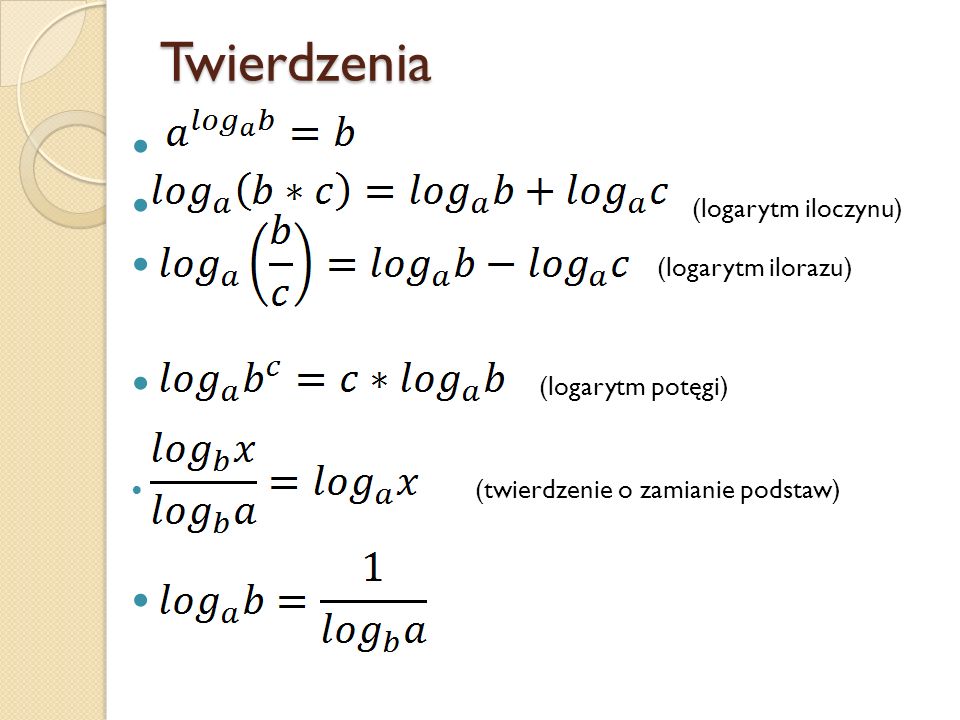 Twierdzenia
• $a^{log_a b} = b$
• $log_a(b * c) = log_a b + log_a c$ (logarytm iloczynu)
• $log_a\left(\frac{b}{c}\right) = log_a b - log_a c$ (logarytm ilorazu)
• $log_a b^c = c * log_a b$ (logarytm potęgi)
• $\frac{log_b x}{log_b a} = log_a x$ (twierdzenie o zamianie podstaw)
• $log_a b = \frac{1}{log_b a}$